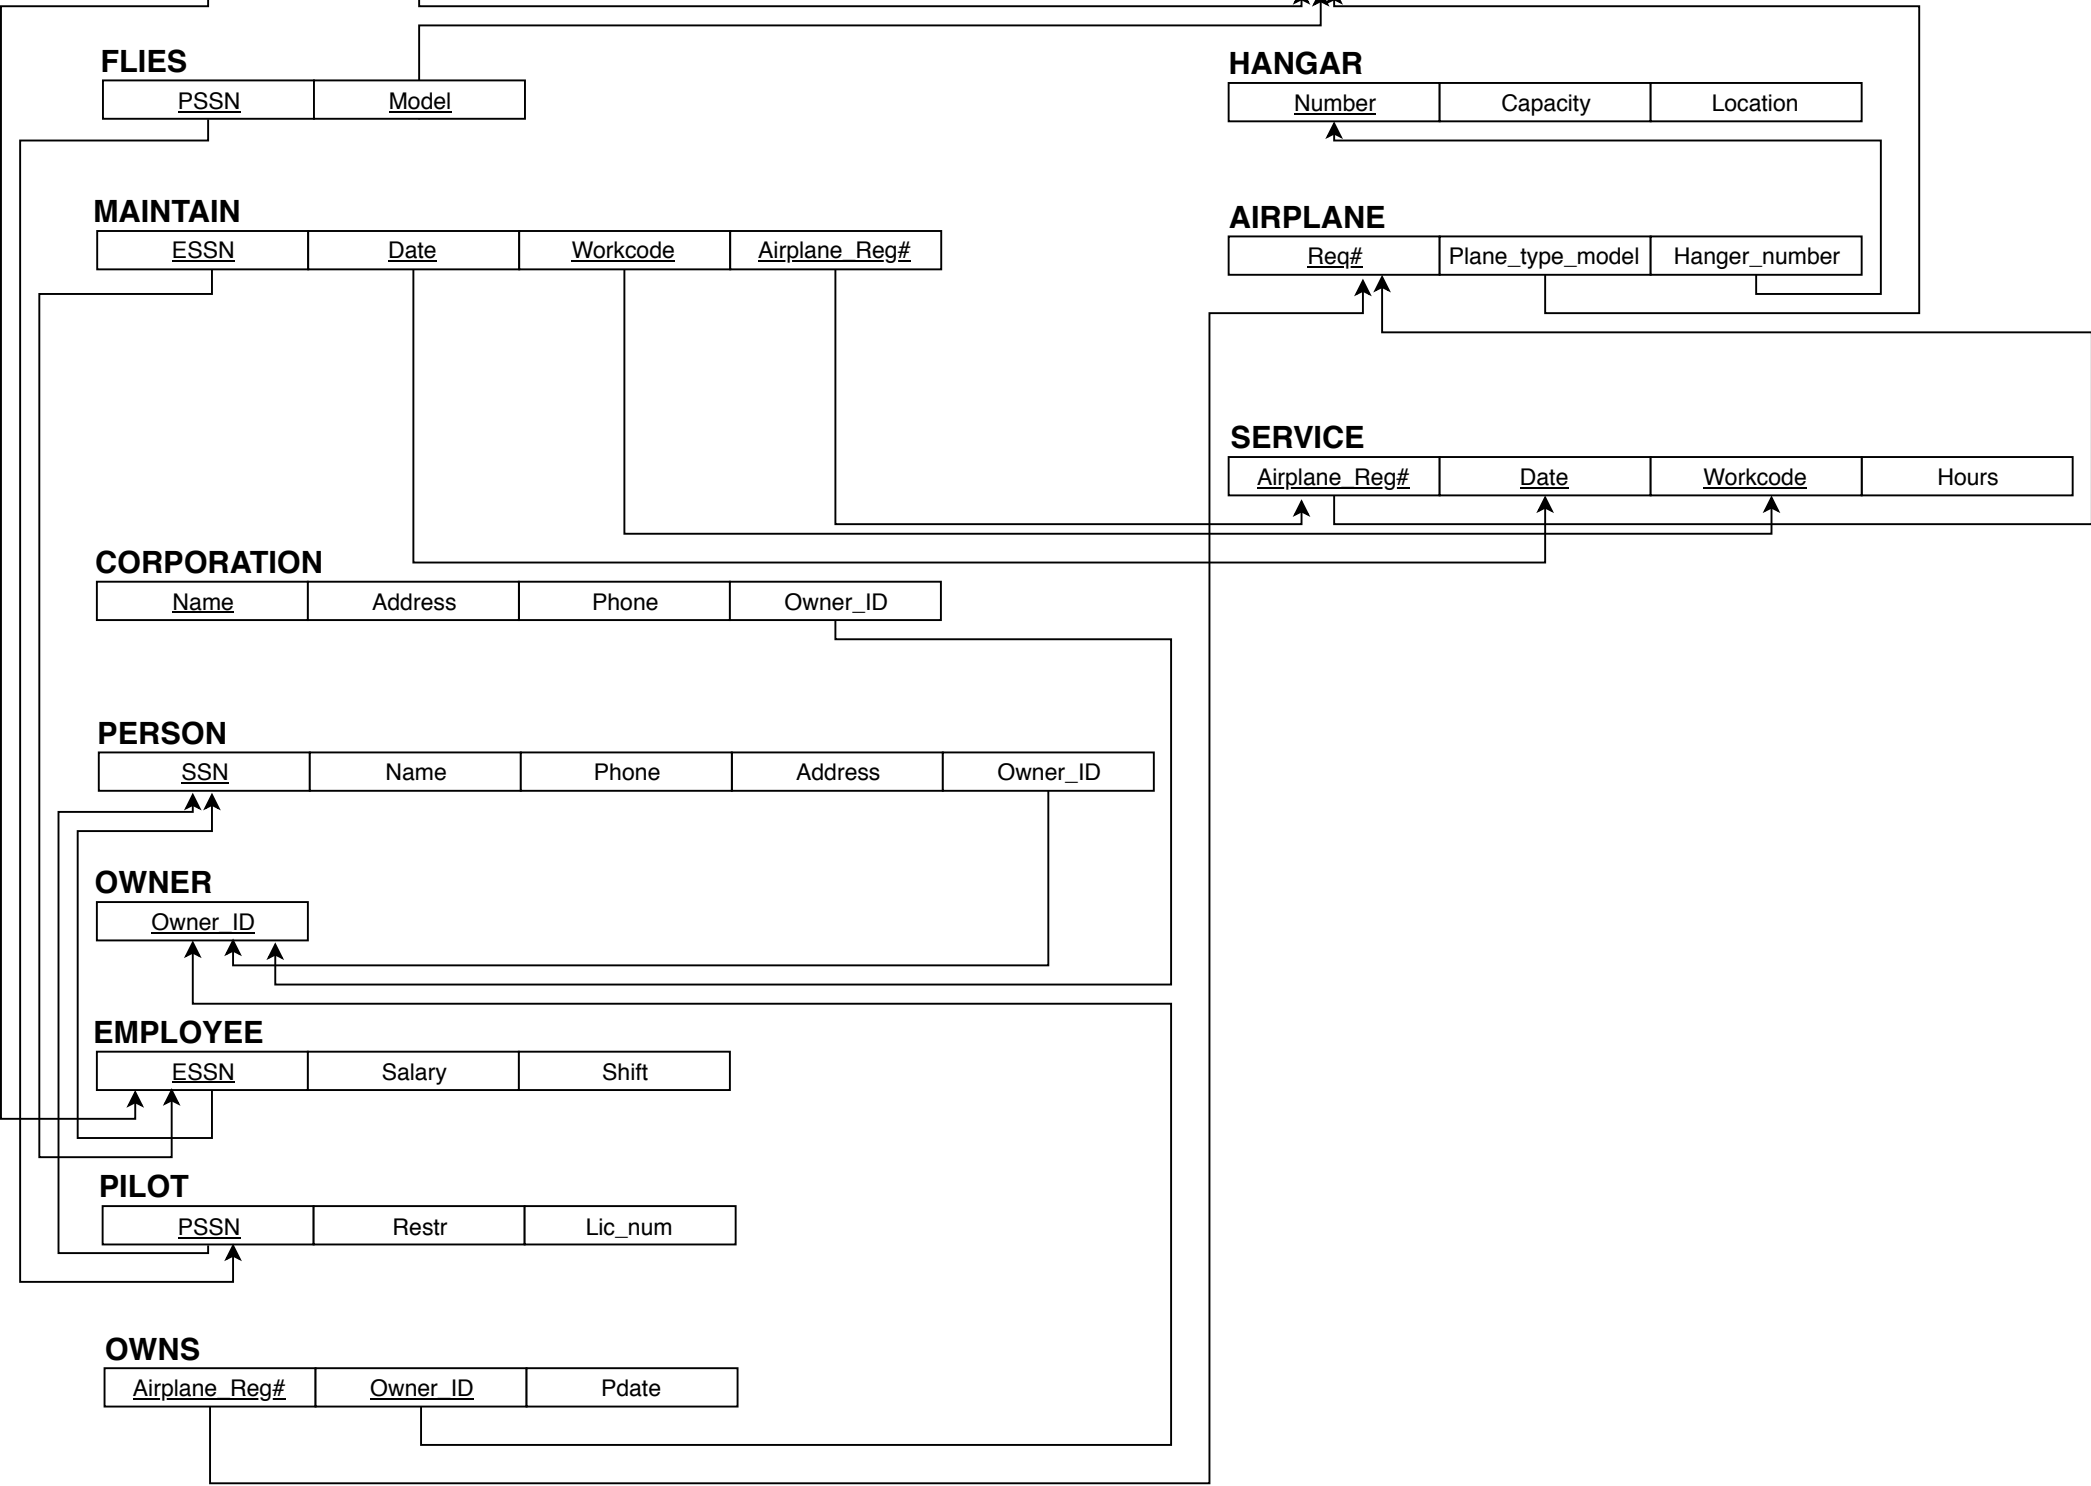 FLIES
PSSN Model
HANGAR
Number Capacity Location
MAINTAIN
ESSN Date Workcode Airplane_Reg#
AIRPLANE
Req# Plane_type_model Hanger_number
SERVICE
Airplane_Reg# Date Workcode Hours
CORPORATION
Name Address Phone Owner_ID
PERSON
SSN Name Phone Address Owner_ID
OWNER
Owner_ID
EMPLOYEE
ESSN Salary Shift
PILOT
PSSN Restr Lic_num
OWNS
Airplane_Reg# Owner_ID Pdate